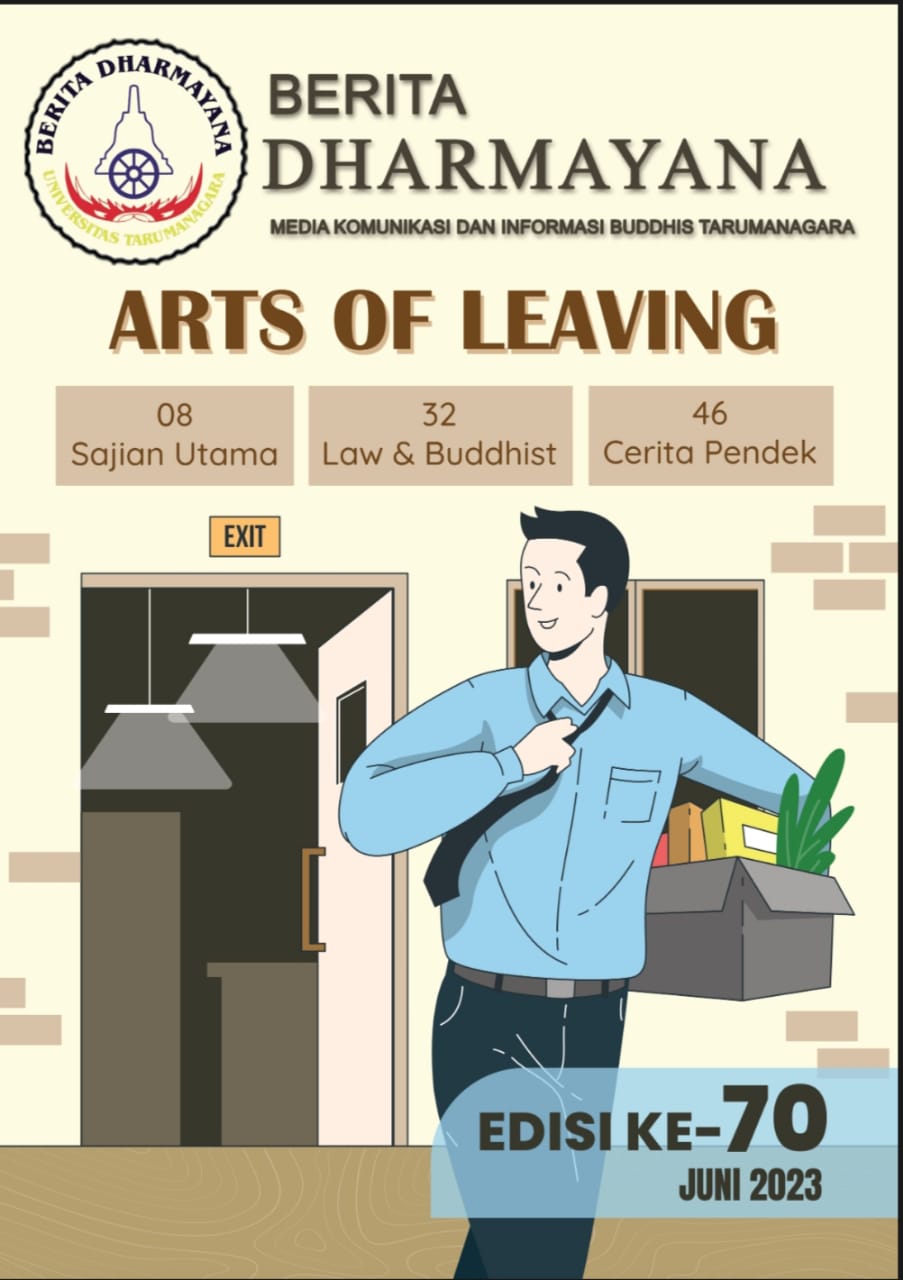 BERITA DHARMAYANA
UNIVERSITAS TARUMANAGARA
BERITA
DHARMAYANA
MEDIA KOMUNIKASI DAN INFORMASI BUDDHIS TARUMANAGARA
ARTS OF LEAVING
08
Sajian Utama
32
Law & Buddhist
46
Cerita Pendek
EXIT
EDISI KE-70
JUNI 2023